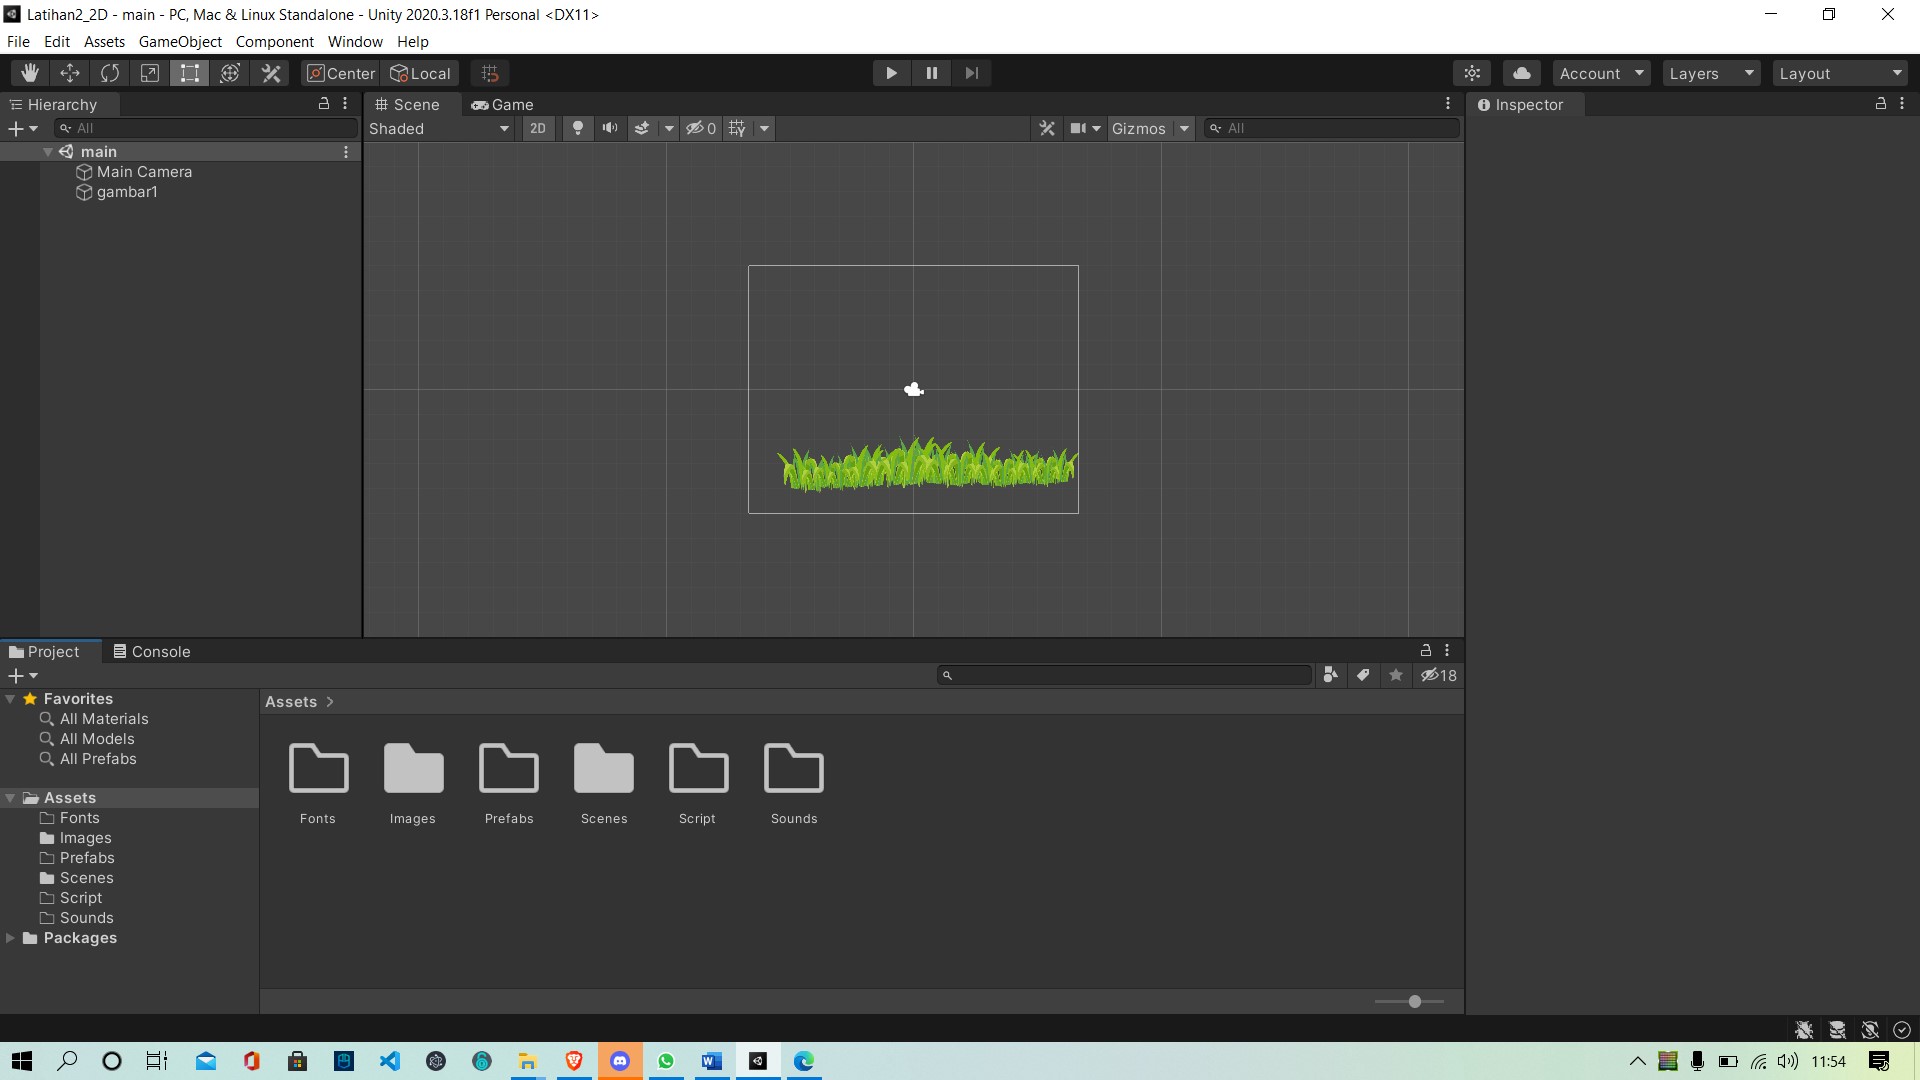 Latihan2_2D - main - PC, Mac & Linux Standalone - Unity 2020.3.18f1 Personal <DX11>
File Edit Assets GameObject Component Window Help
Center Local Account Layers Layout
Hierarchy
All
main
Main Camera
gambar1
Scene Game
Shaded 2D 0 Gizmos All
Inspector
Project Console
18
Favorites
All Materials
All Models
All Prefabs
Assets
Fonts
Images
Prefabs
Scenes
Script
Sounds
Packages
Assets >
Fonts Images Prefabs Scenes Script Sounds
11:54